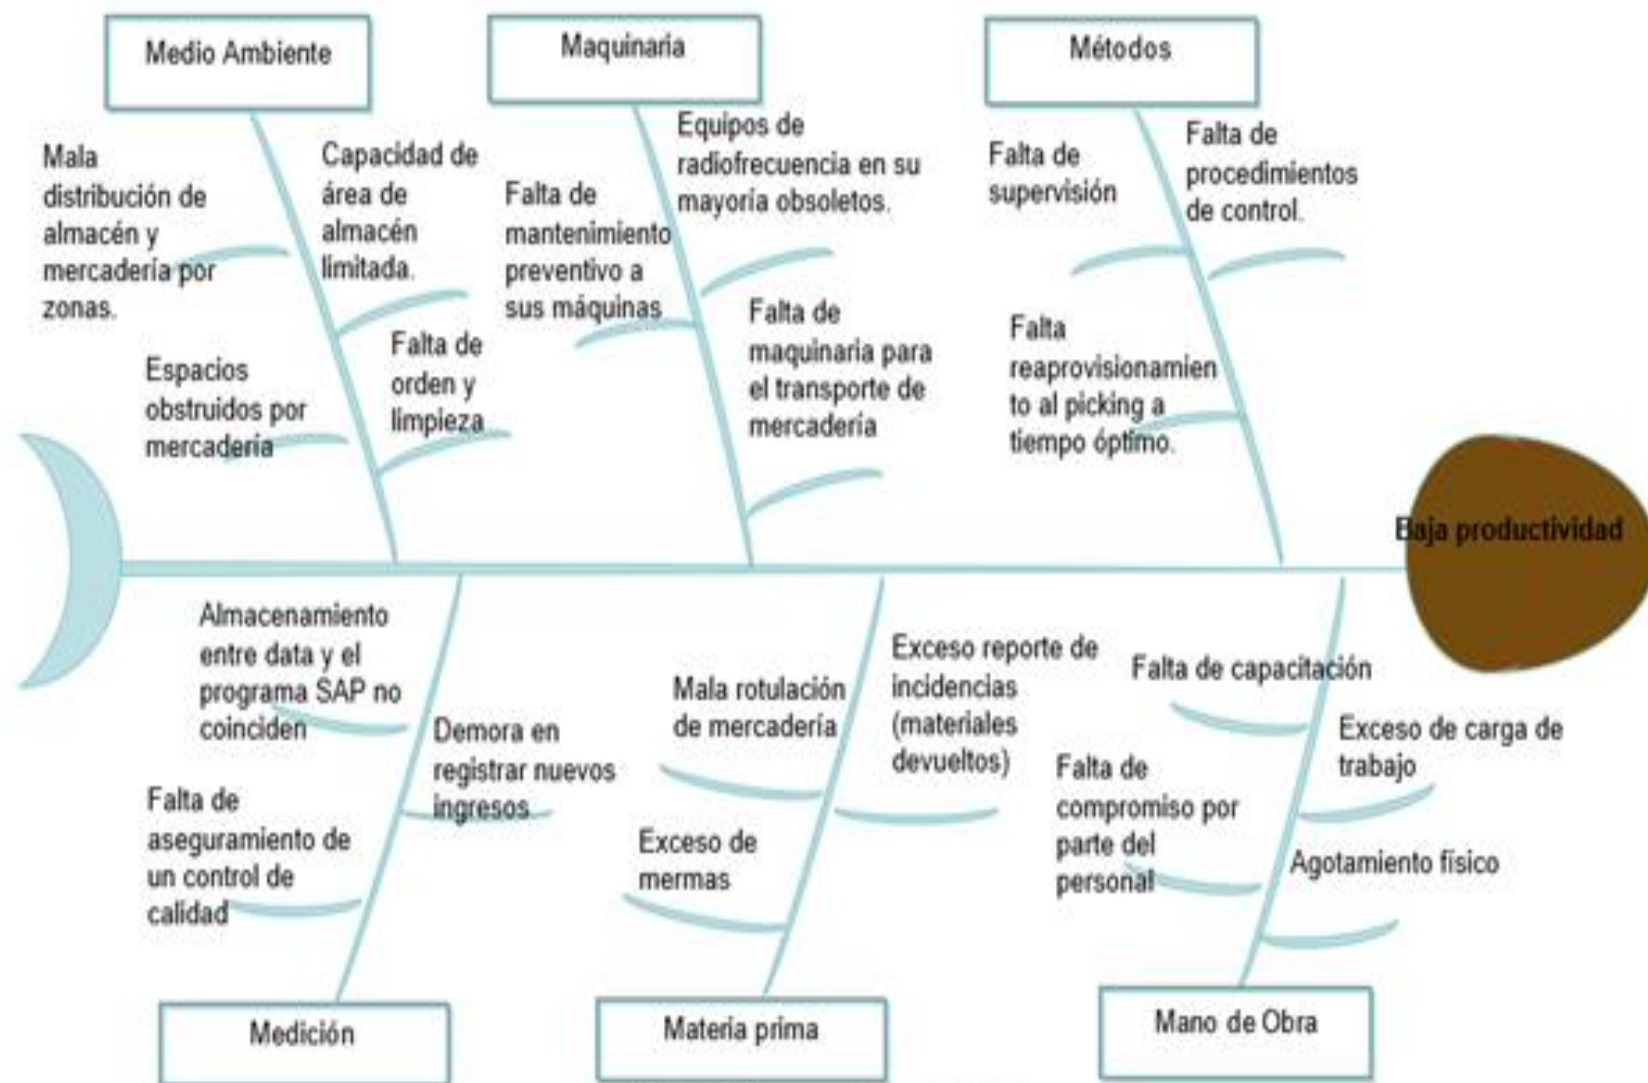 Medio Ambiente
Maquinaria
Métodos
Mala
distribución de
almacén y
mercadería por
zonas.
Capacidad de
área de
almacén
limitada.
Espacios
obstruidos por
mercadería
Falta de
orden y
limpieza
Falta de
mantenimiento
preventivo a
sus máquinas
Equipos de
radiofrecuencia en su
mayoría obsoletos.
Falta de
maquinaria para
el transporte de
mercadería
Falta de
supervisión
Falta de
procedimientos
de control.
Falta
reaprovisionamien
to al picking a
tiempo óptimo.
Baja productividad
Almacenamiento
entre data y el
programa SAP no
coinciden
Demora en
registrar nuevos
ingresos
Falta de
aseguramiento de
un control de
calidad
Mala rotulación
de mercadería
Exceso reporte de
incidencias
(materiales
devueltos)
Exceso de
mermas
Falta de capacitación
Exceso de carga de
trabajo
Falta de
compromiso por
parte del
personal
Agotamiento físico
Medición
Materia prima
Mano de Obra